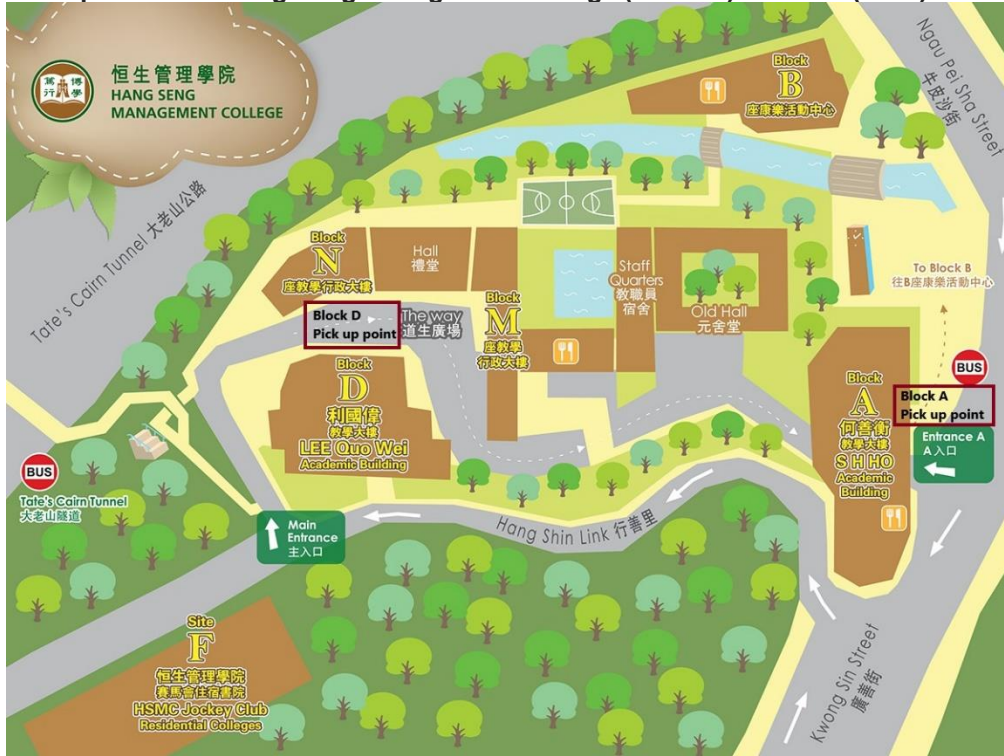 篤 博
行 學
恒生管理學院
HANG SENG
MANAGEMENT COLLEGE
Ngau Pei Sha Street
牛皮沙街
Block
B
座康樂活動中心
Tate's Cairn Tunnel 大老山公路
Block
N
座教學行政大樓
Hall
禮堂
Staff
Quarters
教職員
宿舍
Old Hall
元舍堂
To Block B
往B座康樂活動中心
Block D
Pick up point
The way
道生廣場
Block
M
座教學
行政大樓
BUS
Block
D
利國偉
教學大樓
LEE Quo Wei
Academic Building
Block
A
何善衡
教學大樓
S H HO
Academic
Building
Block A
Pick up point
Entrance A
A入口
BUS
Tate's Cairn Tunnel
大老山隧道
Main
Entrance
主入口
Hang Shin Link 行善里
Site
F
恒生管理學院
賽馬會住宿書院
HSMC Jockey Club
Residential Colleges
Kwong Sin Street
廣善街